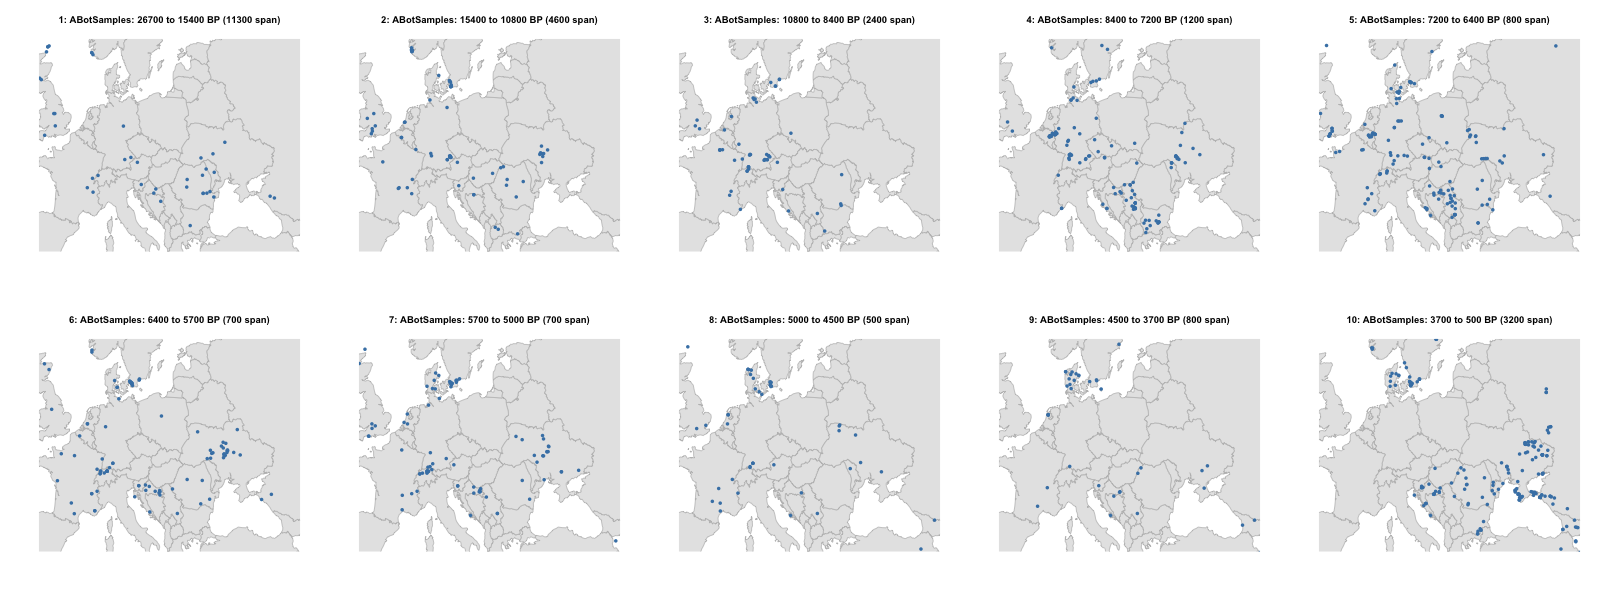 1: ABotSamples: 26700 to 15400 BP (11300 span)
2: ABotSamples: 15400 to 10800 BP (4600 span)
3: ABotSamples: 10800 to 8400 BP (2400 span)
4: ABotSamples: 8400 to 7200 BP (1200 span)
5: ABotSamples: 7200 to 6400 BP (800 span)
6: ABotSamples: 6400 to 5700 BP (700 span)
7: ABotSamples: 5700 to 5000 BP (700 span)
8: ABotSamples: 5000 to 4500 BP (500 span)
9: ABotSamples: 4500 to 3700 BP (800 span)
10: ABotSamples: 3700 to 500 BP (3200 span)